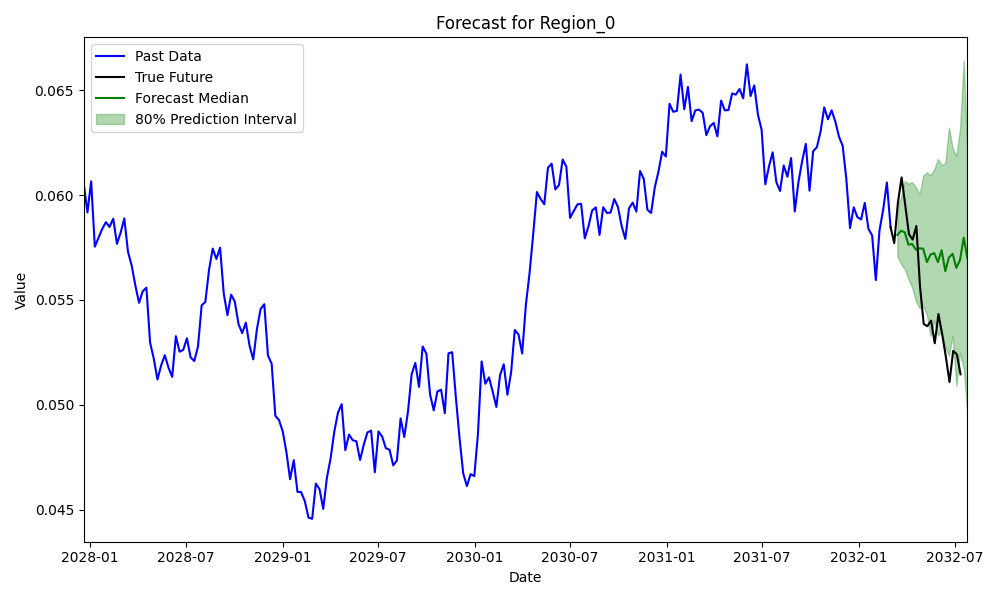 Forecast for Region_0
Past Data
True Future
Forecast Median
80% Prediction Interval
Value
0.065
0.060
0.055
0.050
0.045
2028-01 2028-07 2029-01 2029-07 2030-01 2030-07 2031-01 2031-07 2032-01 2032-07
Date